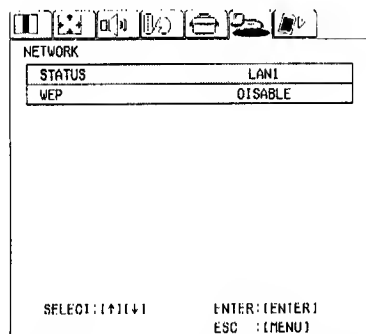 NETWORK
STATUS LAN1
WEP DISABLE
SELECT:[↑][↓] ENTER:[ENTER]
ESC :[MENU]